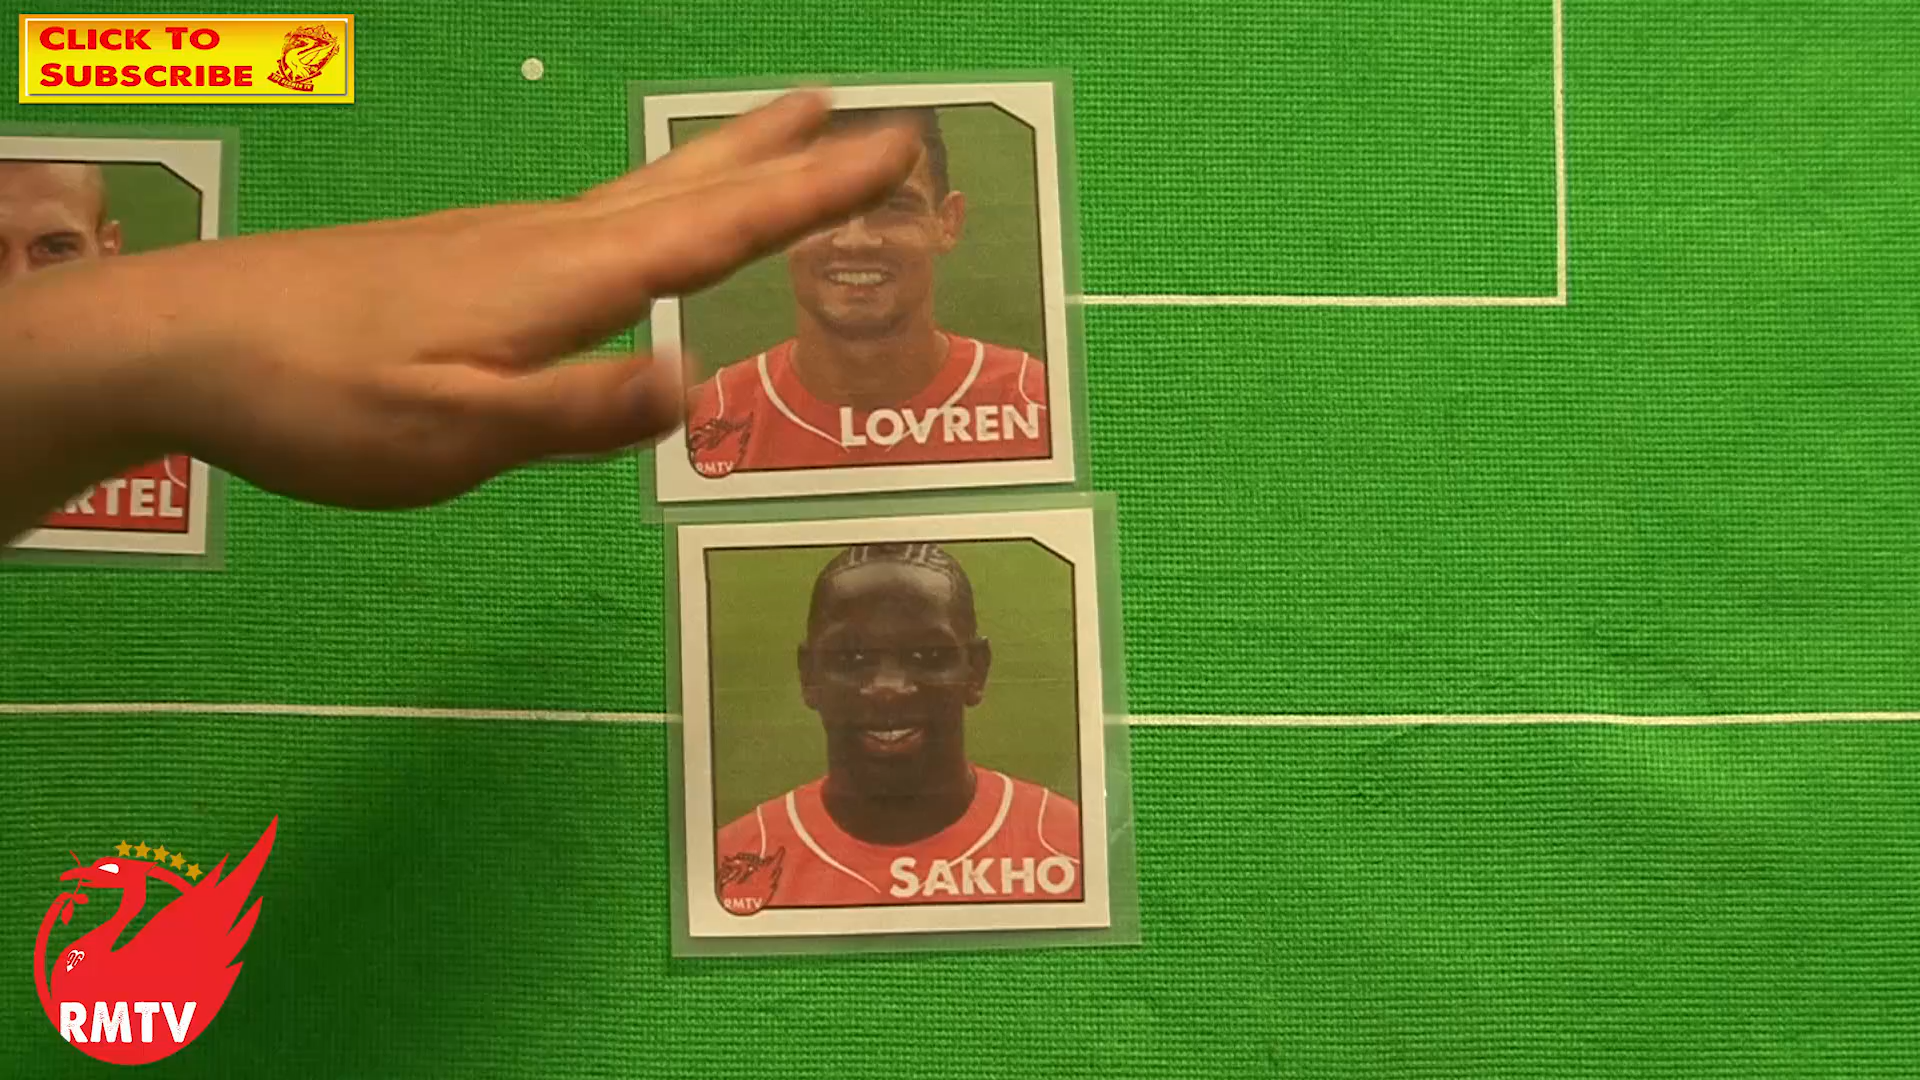 CLICK TO
SUBSCRIBE
LOVREN
RMTV
RTEL
SAKHO
RMTV
RMTV